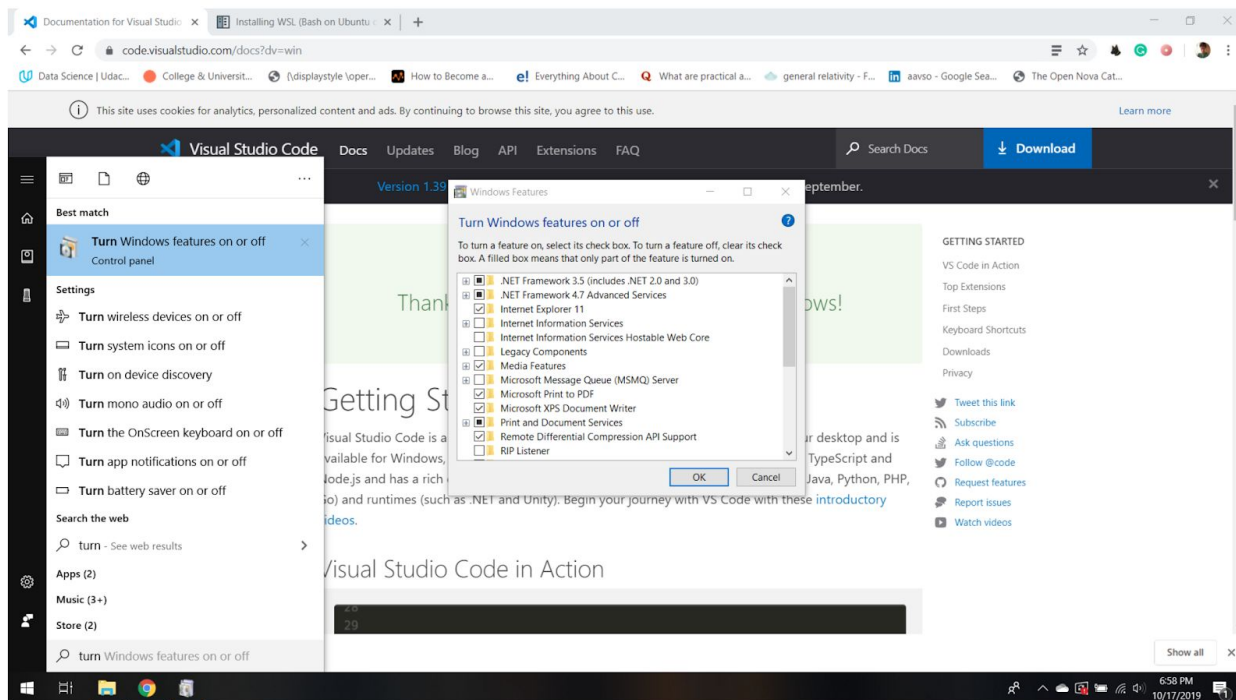 Documentation for Visual Studio
Installing WSL (Bash on Ubuntu
code.visualstudio.com/docs?dv=win
Data Science | Udac...
College & Universit...
(\displaystyle \oper...
How to Become a...
Everything About C...
What are practical a...
general relativity - F...
aavso - Google Sea...
The Open Nova Cat...
This site uses cookies for analytics, personalized content and ads. By continuing to browse this site, you agree to this use.
Learn more
Visual Studio Code
Docs
Updates
Blog
API
Extensions
FAQ
Search Docs
Download
Version 1.39
eptember.
Best match
Turn Windows features on or off
Control panel
Settings
Turn wireless devices on or off
Turn system icons on or off
Turn on device discovery
Turn mono audio on or off
Turn the OnScreen keyboard on or off
Turn app notifications on or off
Turn battery saver on or off
Search the web
turn - See web results
Apps (2)
Music (3+)
Store (2)
turn Windows features on or off
Windows Features
Turn Windows features on or off
To turn a feature on, select its check box. To turn a feature off, clear its check
box. A filled box means that only part of the feature is turned on.
.NET Framework 3.5 (includes .NET 2.0 and 3.0)
.NET Framework 4.7 Advanced Services
Internet Explorer 11
Internet Information Services
Internet Information Services Hostable Web Core
Legacy Components
Media Features
Microsoft Message Queue (MSMQ) Server
Microsoft Print to PDF
Microsoft XPS Document Writer
Print and Document Services
Remote Differential Compression API Support
RIP Listener
OK
Cancel
Thank
ows!
Getting St
Visual Studio Code is a
ur desktop and is
vailable for Windows,
TypeScript and
Node.js and has a rich
Java, Python, PHP,
Go) and runtimes (such as .NET and Unity). Begin your journey with VS Code with these introductory
videos.
Visual Studio Code in Action
28
29
GETTING STARTED
VS Code in Action
Top Extensions
First Steps
Keyboard Shortcuts
Downloads
Privacy
Tweet this link
Subscribe
Ask questions
Follow @code
Request features
Report issues
Watch videos
Show all
6:58 PM
10/17/2019